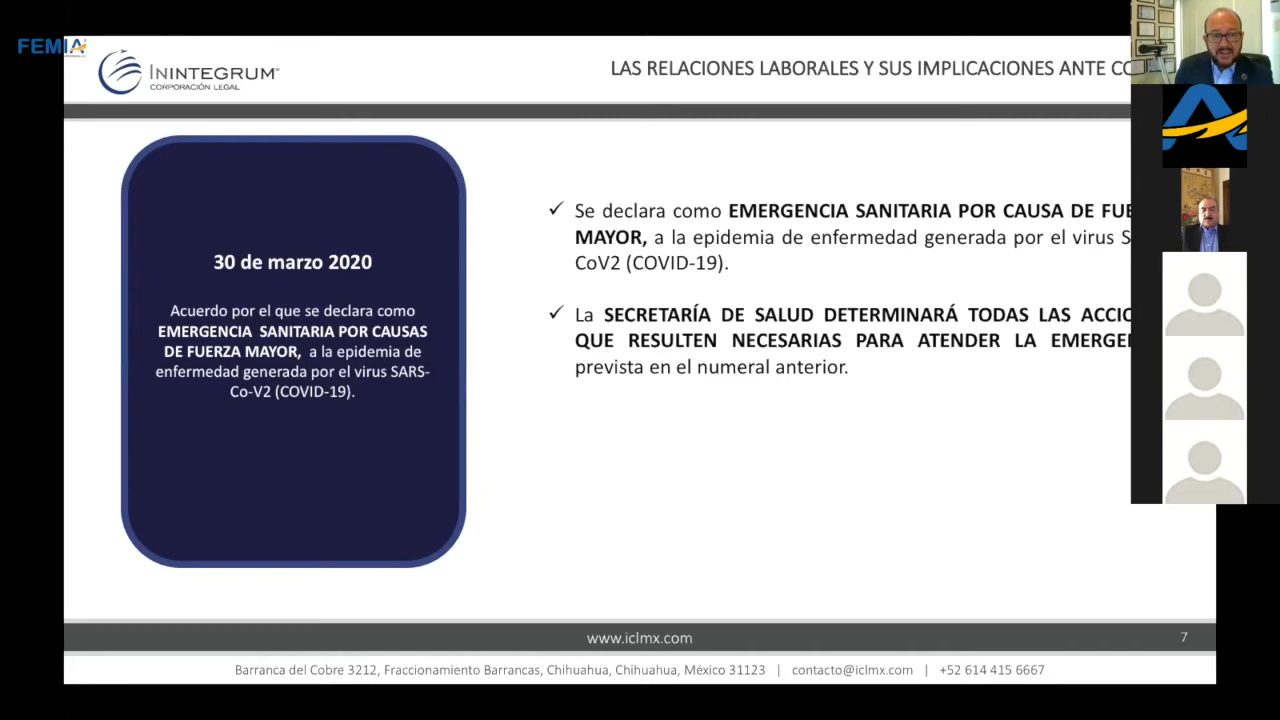 FEMIA
ININTEGRUM
CORPORACIÓN LEGAL
LAS RELACIONES LABORALES Y SUS IMPLICACIONES ANTE
30 de marzo 2020
Acuerdo por el que se declara como
EMERGENCIA SANITARIA POR CAUSAS
DE FUERZA MAYOR, a la epidemia de
enfermedad generada por el virus SARS-
Co-V2 (COVID-19).
✓ Se declara como EMERGENCIA SANITARIA POR CAUSA DE
MAYOR, a la epidemia de enfermedad generada por el virus
CoV2 (COVID-19).
✓ La SECRETARÍA DE SALUD DETERMINARÁ TODAS LAS
QUE RESULTEN NECESARIAS PARA ATENDER LA
prevista en el numeral anterior.
www.iclmx.com
7
Barranca del Cobre 3212, Fraccionamiento Barrancas, Chihuahua, Chihuahua, México 31123 | contacto@iclmx.com | +52 614 415 6667